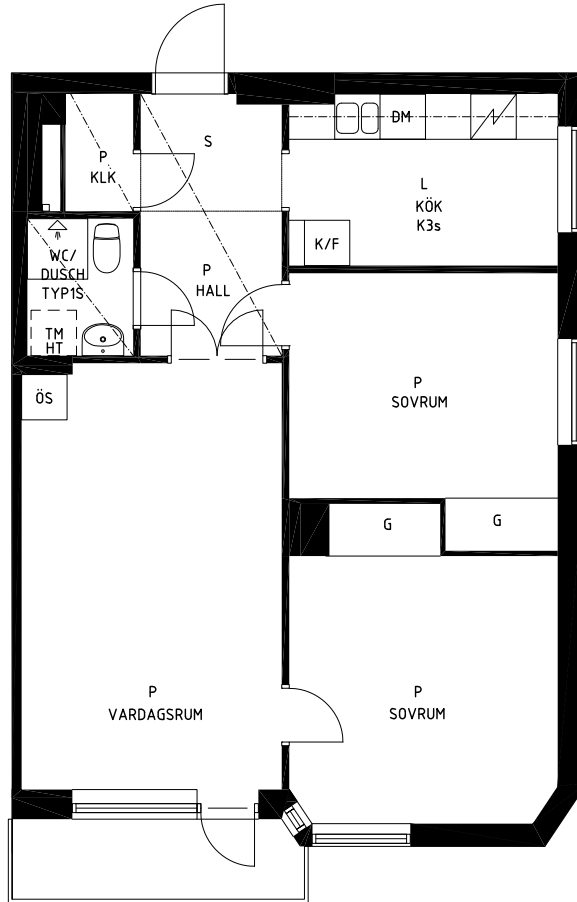 S
DM
P
KLK
L
KÖK
K3s
K/F
WC/
DUSCH
TYP1S
P
HALL
TM
HT
ÖS
P
SOVRUM
G
G
P
VARDAGSRUM
P
SOVRUM